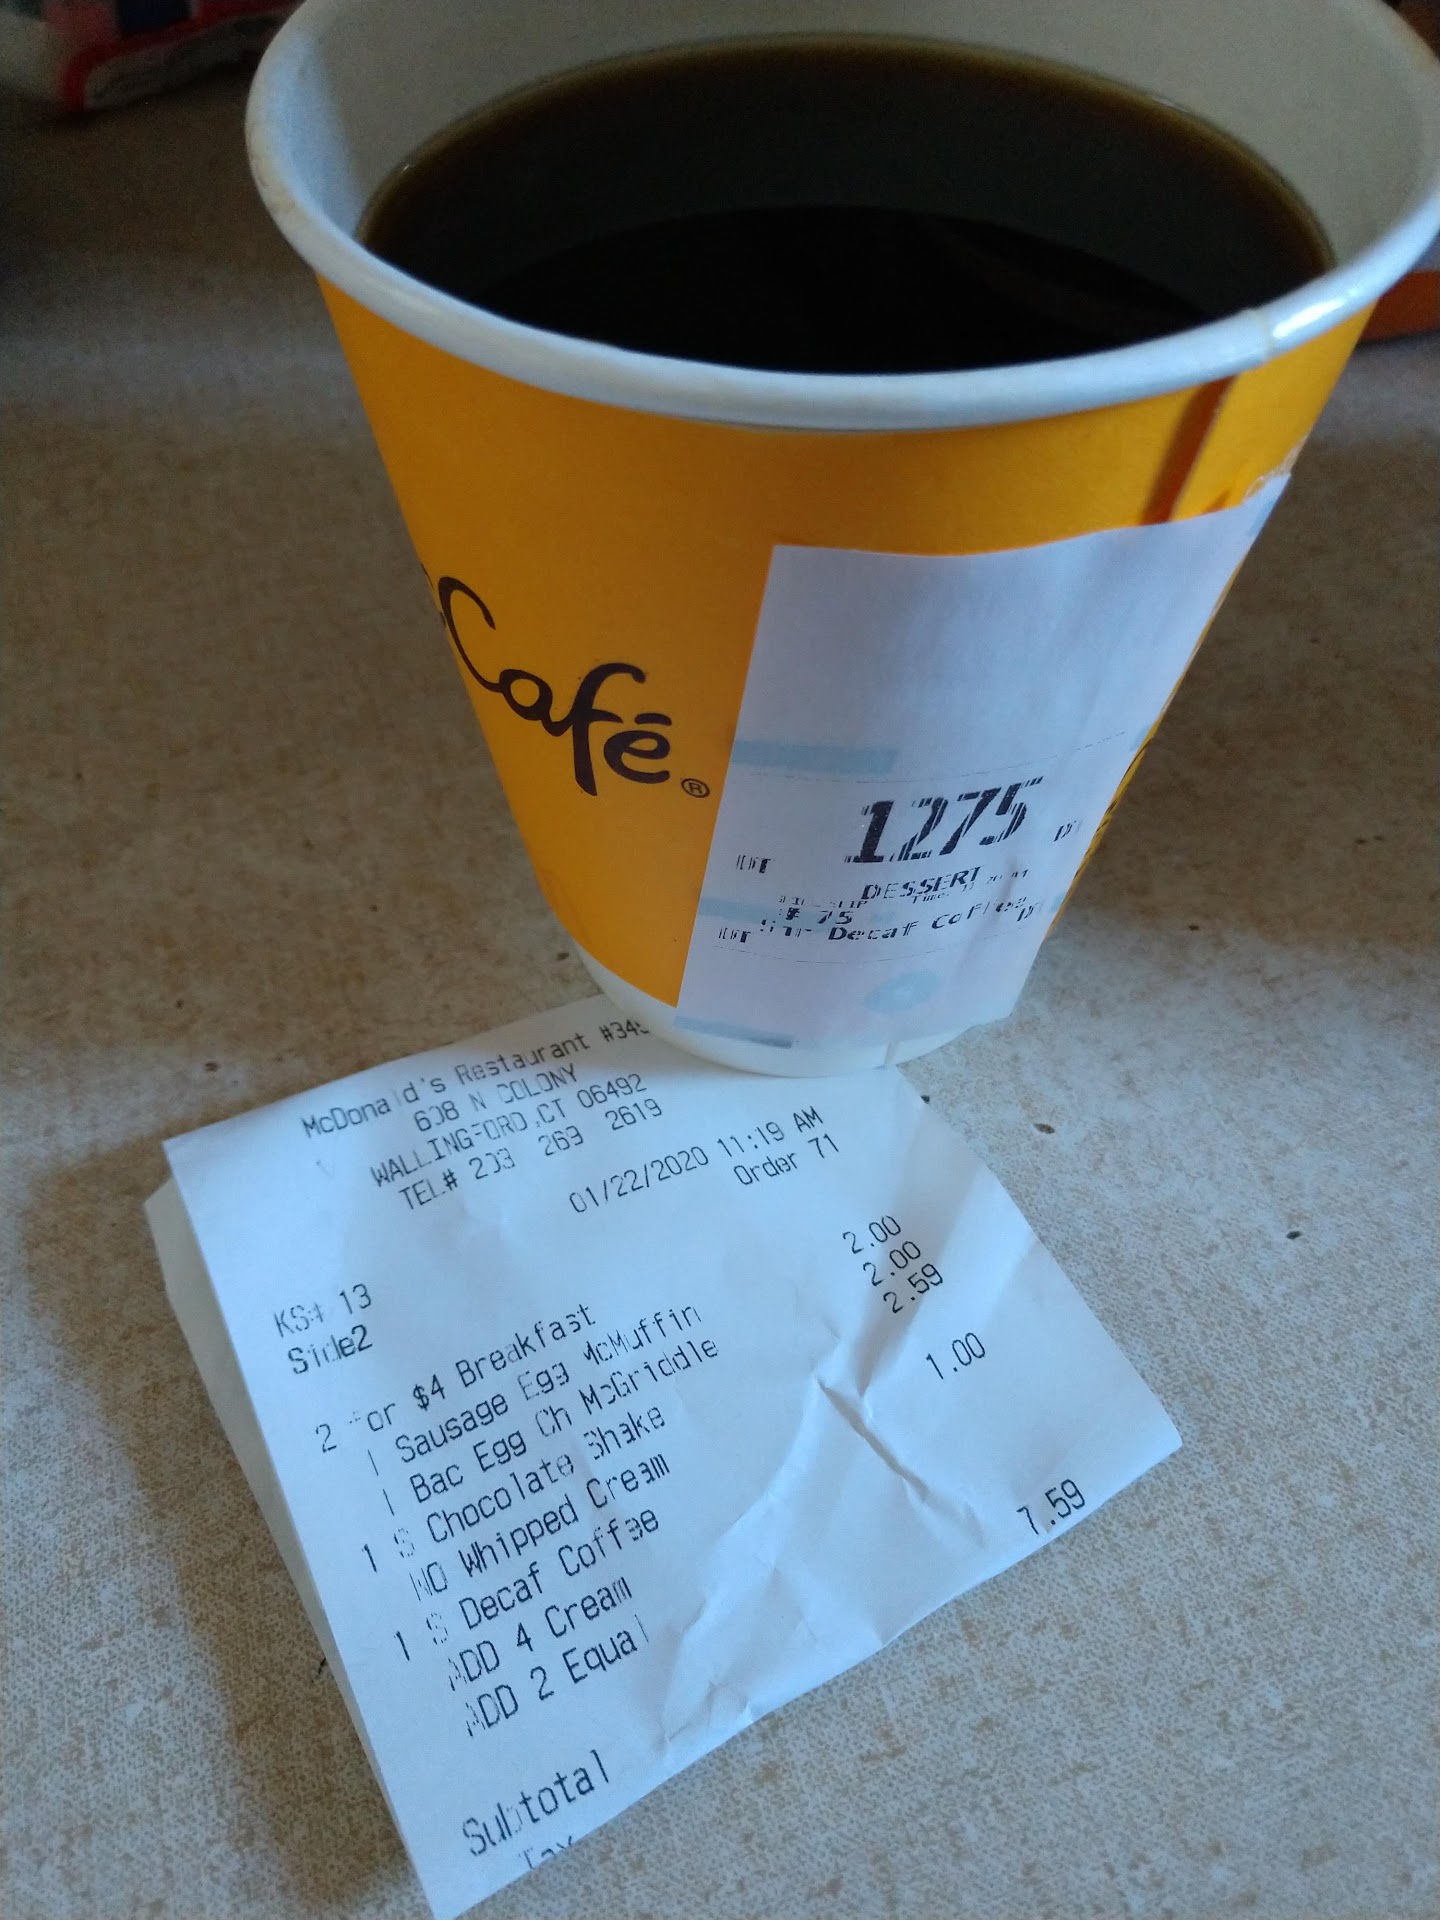 Café®
1275
DESSERT
# 75
Decaf Coffee
McDonald's Restaurant
608 N COLONY
WALLINGFORD,CT 06492
TEL# 203 269 2619
01/22/2020 11:19 AM
Order 71
KS# 13
Side2
2 for $4 Breakfast
1 Sausage Egg McMuffin 2.00
1 Bac Egg Ch McGriddle 2.00
1 S Chocolate Shake 2.59
NO Whipped Cream
1 S Decaf Coffee 1.00
ADD 4 Cream
ADD 2 Equal
Subtotal 7.59
Tax